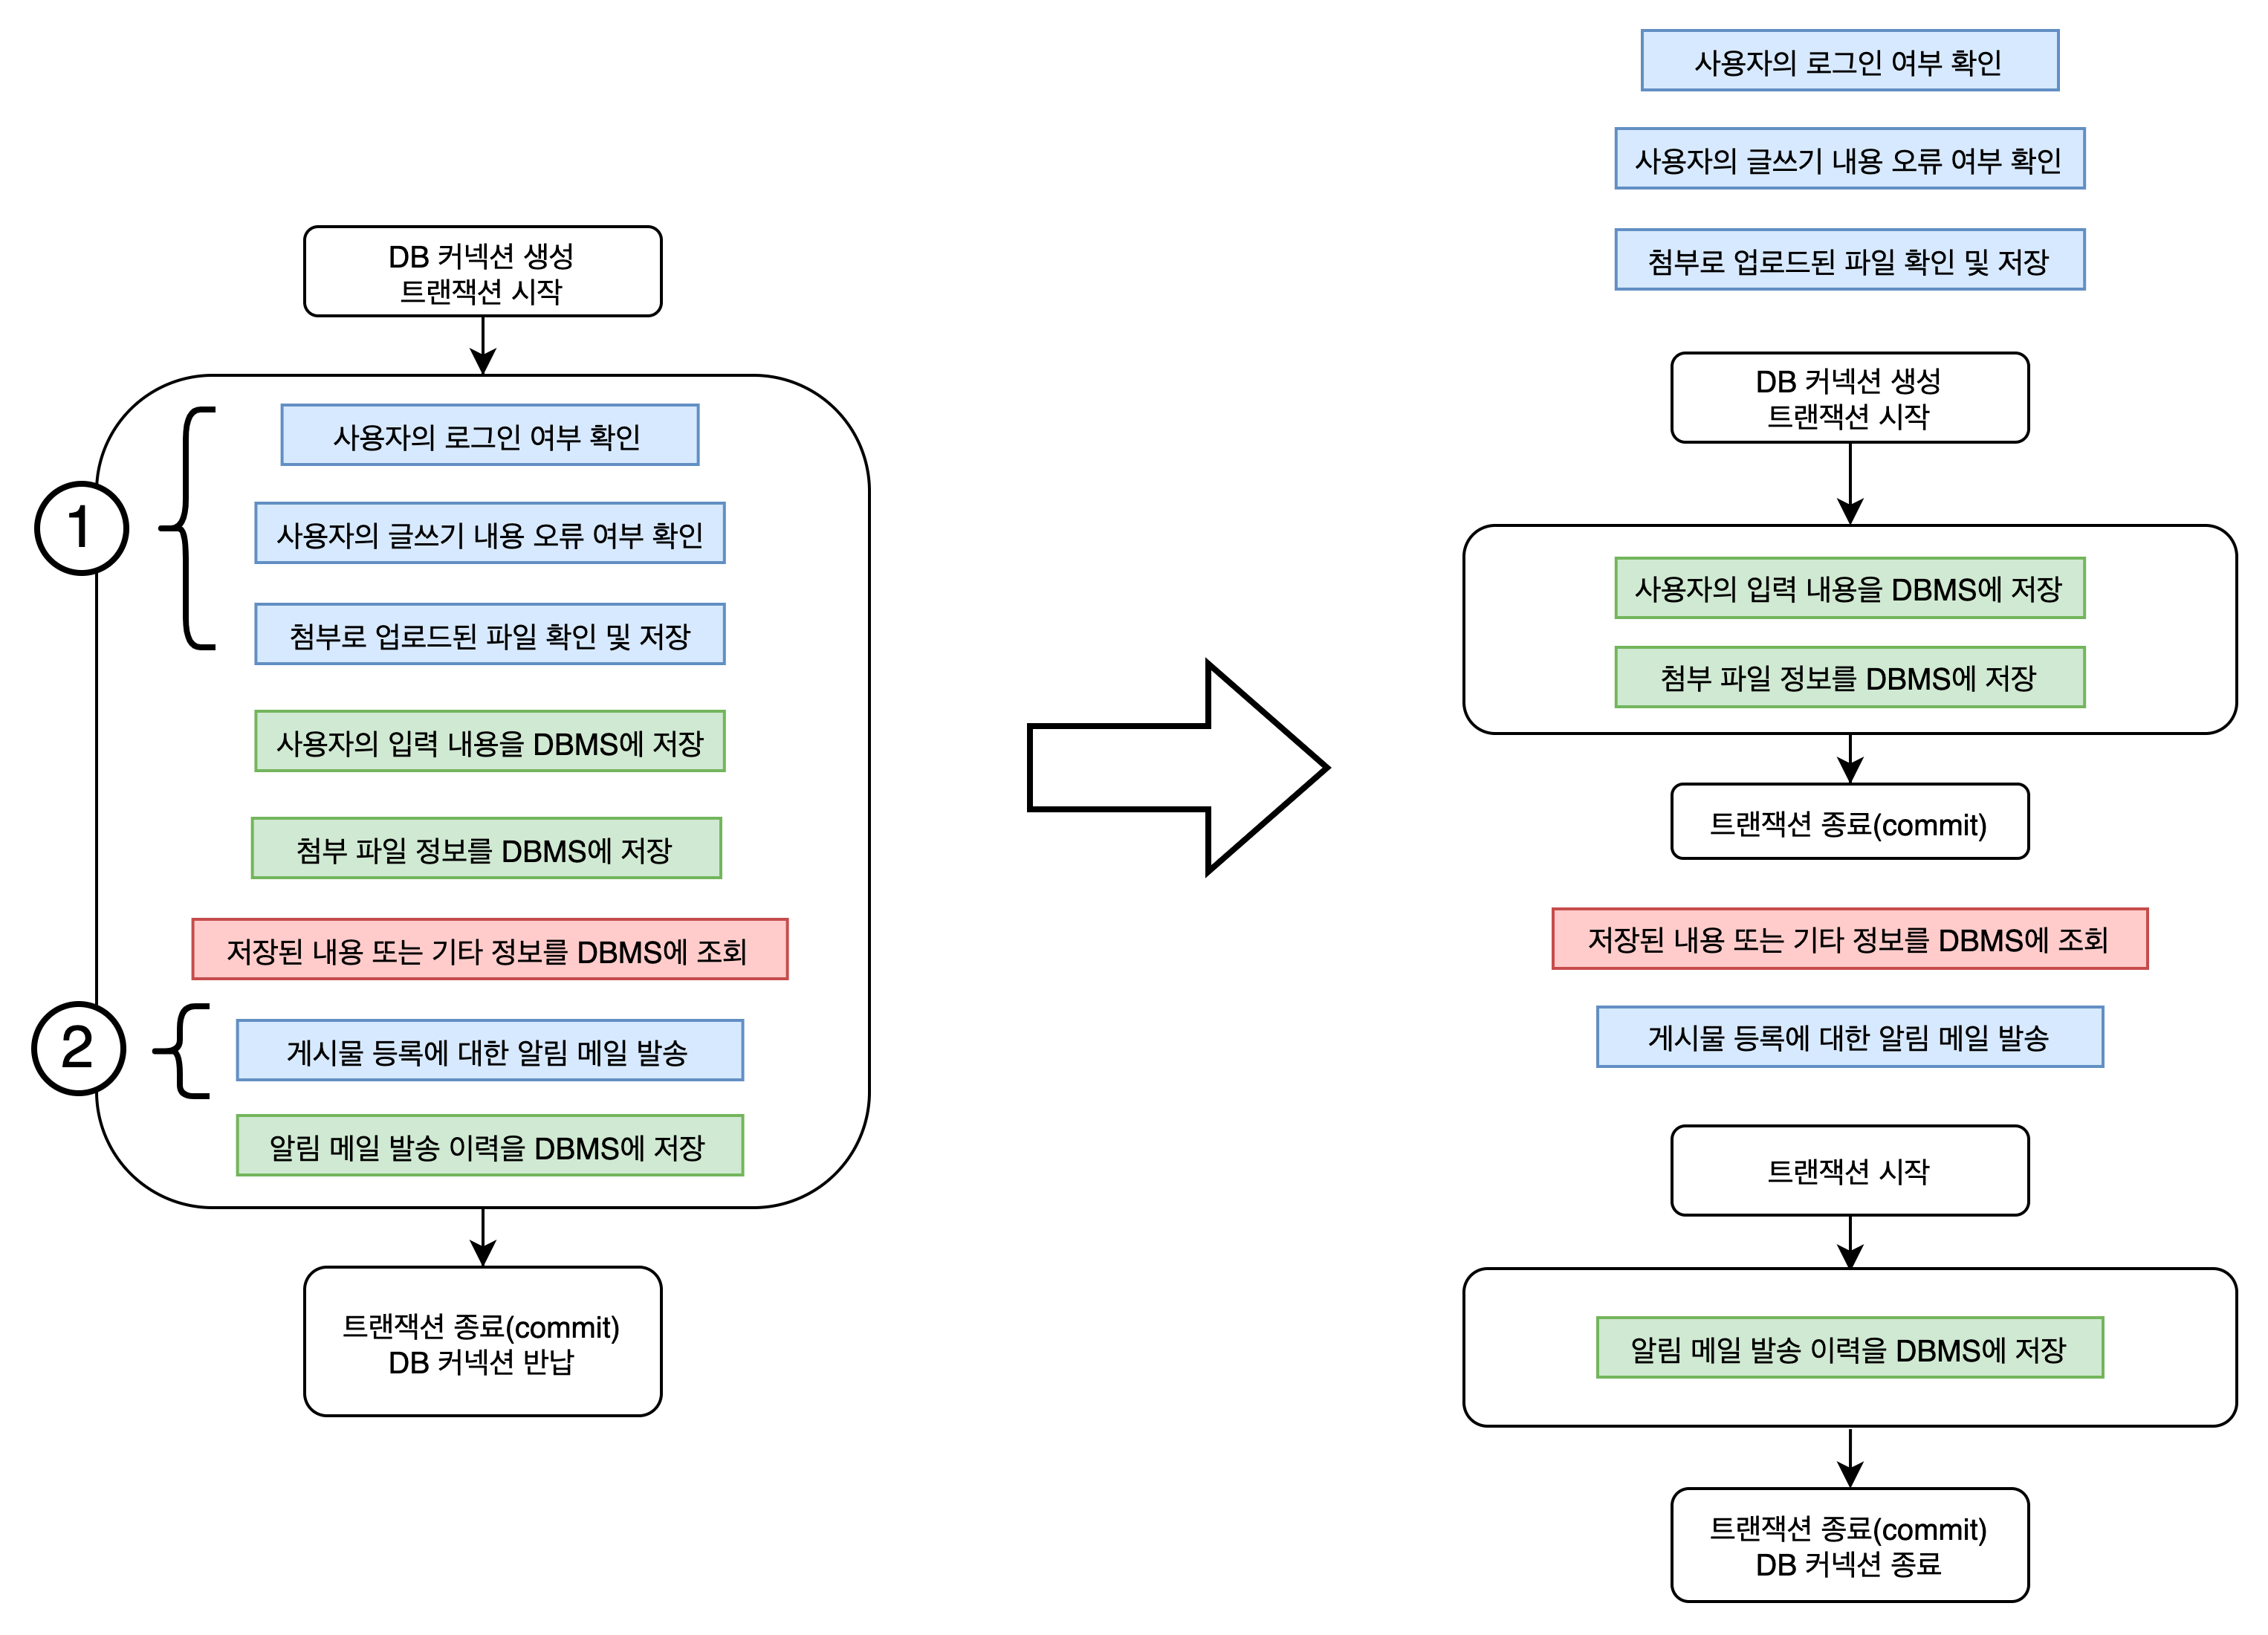 DB 커넥션 생성
트랜잭션 시작
1
사용자의 로그인 여부 확인
사용자의 글쓰기 내용 오류 여부 확인
첨부로 업로드된 파일 확인 및 저장
사용자의 입력 내용을 DBMS에 저장
첨부 파일 정보를 DBMS에 저장
저장된 내용 또는 기타 정보를 DBMS에 조회
2
게시물 등록에 대한 알림 메일 발송
알림 메일 발송 이력을 DBMS에 저장
트랜잭션 종료(commit)
DB 커넥션 반납
사용자의 로그인 여부 확인
사용자의 글쓰기 내용 오류 여부 확인
첨부로 업로드된 파일 확인 및 저장
DB 커넥션 생성
트랜잭션 시작
사용자의 입력 내용을 DBMS에 저장
첨부 파일 정보를 DBMS에 저장
트랜잭션 종료(commit)
저장된 내용 또는 기타 정보를 DBMS에 조회
게시물 등록에 대한 알림 메일 발송
트랜잭션 시작
알림 메일 발송 이력을 DBMS에 저장
트랜잭션 종료(commit)
DB 커넥션 종료